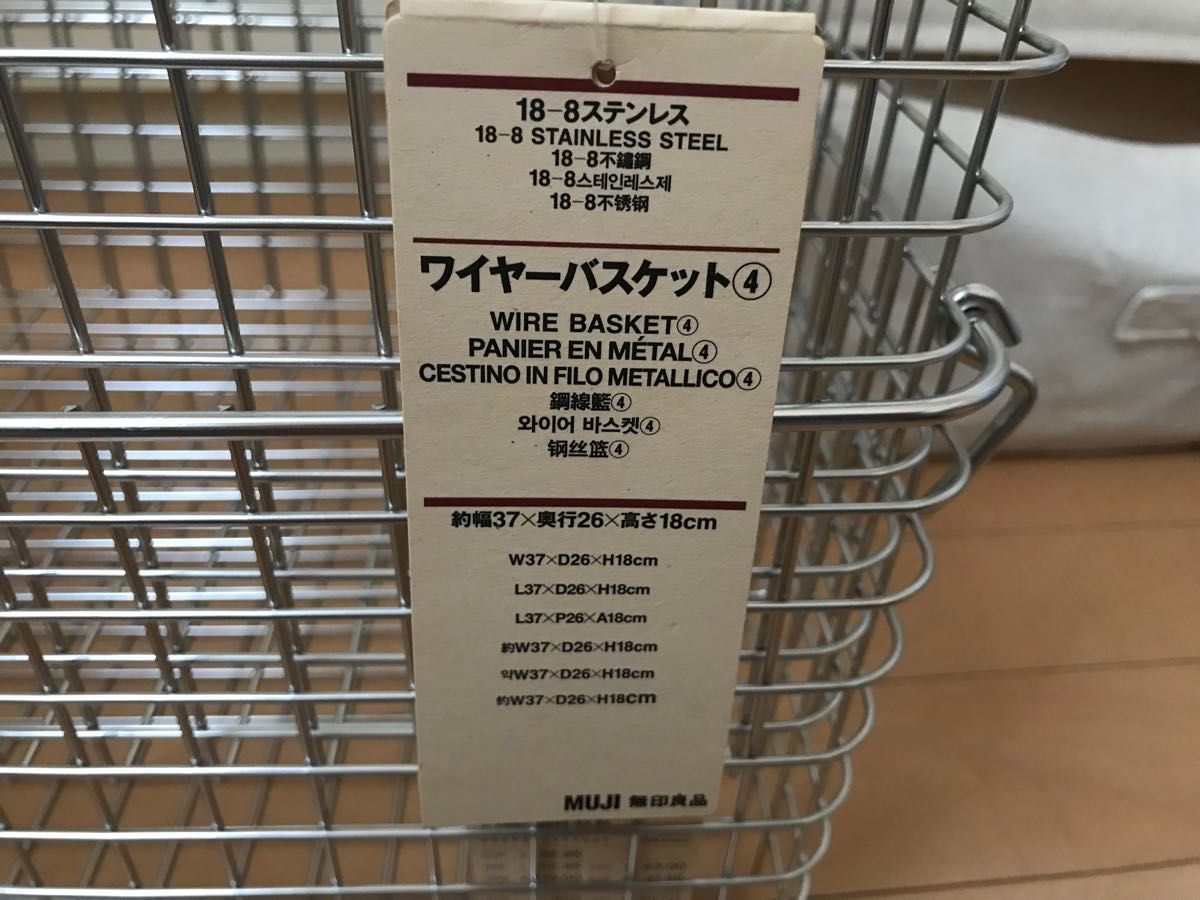 18-8ステンレス
18-8 STAINLESS STEEL
18-8不鏽鋼
18-8스테인레스제
18-8不锈钢
ワイヤーバスケット④
WIRE BASKET④
PANIER EN MÉTAL④
CESTINO IN FILO METALLICO④
鋼線籃④
와이어 바스켓④
钢丝篮④
約幅37×奥行26×高さ18cm
W37×D26×H18cm
L37×D26×H18cm
L37×P26×A18cm
約W37×D26×H18cm
약W37×D26×H18cm
约W37×D26×H18cm
MUJI 無印良品